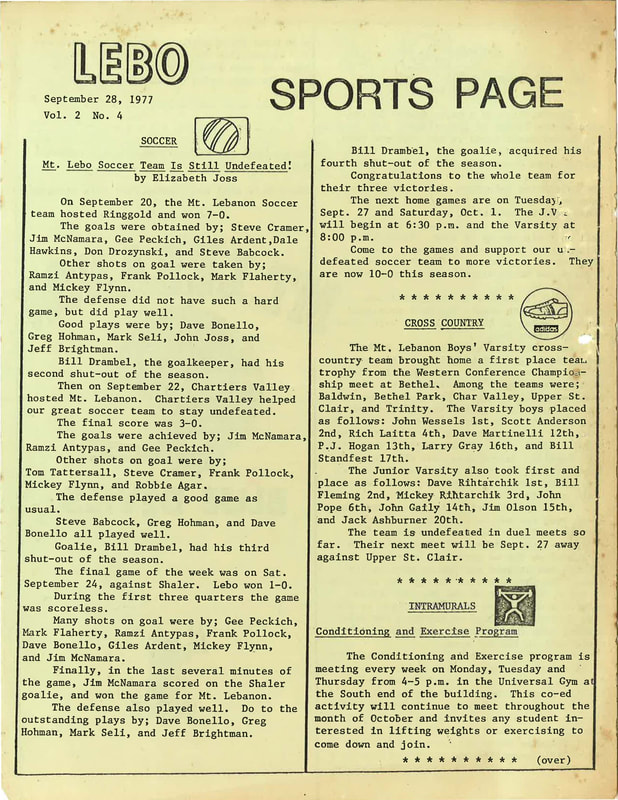 LEBO
SPORTS PAGE
September 28, 1977
Vol. 2 No. 4
SOCCER
Mt. Lebo Soccer Team Is Still Undefeated!
by Elizabeth Joss
On September 20, the Mt. Lebanon Soccer
team hosted Ringgold and won 7-0.
The goals were obtained by; Steve Cramer,
Jim McNamara, Gee Peckich, Giles Ardent,Dale
Hawkins, Don Drozynski, and Steve Babcock.
Other shots on goal were taken by;
Ramzi Antypas, Frank Pollock, Mark Flaherty,
and Mickey Flynn.
The defense did not have such a hard
game, but did play well.
Good plays were by; Dave Bonello,
Greg Hohman, Mark Seli, John Joss, and
Jeff Brightman.
Bill Drambel, the goalkeeper, had his
second shut-out of the season.
Then on September 22, Chartiers Valley
hosted Mt. Lebanon. Chartiers Valley helped
our great soccer team to stay undefeated.
The final score was 3-0.
The goals were achieved by; Jim McNamara,
Ramzi Antypas, and Gee Peckich.
Other shots on goal were by;
Tom Tattersall, Steve Cramer, Frank Pollock,
Mickey Flynn, and Robbie Agar.
The defense played a good game as
usual.
Steve Babcock, Greg Hohman, and Dave
Bonello all played well.
Goalie, Bill Drambel, had his third
shut-out of the season.
The final game of the week was on Sat.
September 24, against Shaler. Lebo won 1-0.
During the first three quarters the game
was scoreless.
Many shots on goal were by; Gee Peckich,
Mark Flaherty, Ramzi Antypas, Frank Pollock,
Dave Bonello, Giles Ardent, Mickey Flynn,
and Jim McNamara.
Finally, in the last several minutes of
the game, Jim McNamara scored on the Shaler
goalie, and won the game for Mt. Lebanon.
The defense also played well. Do to the
outstanding plays by; Dave Bonello, Greg
Hohman, Mark Seli, and Jeff Brightman.
Bill Drambel, the goalie, acquired his
fourth shut-out of the season.
Congratulations to the whole team for
their three victories.
The next home games are on Tuesday,
Sept. 27 and Saturday, Oct. 1. The J.V
will begin at 6:30 p.m. and the Varsity at
8:00 p.m.
Come to the games and support our u.-
defeated soccer team to more victories. They
are now 10-0 this season.
* * * * * * * * * *
adidas
CROSS COUNTRY
The Mt. Lebanon Boys' Varsity cross-
country team brought home a first place team
trophy from the Western Conference Champion-
ship meet at Bethel. Among the teams were;
Baldwin, Bethel Park, Char Valley, Upper St.
Clair, and Trinity. The Varsity boys placed
as follows: John Wessels 1st, Scott Anderson
2nd, Rich Laitta 4th, Dave Martinelli 12th,
P.J. Hogan 13th, Larry Gray 16th, and Bill
Standfest 17th.
The Junior Varsity also took first and
place as follows: Dave Rihtarchik 1st, Bill
Fleming 2nd, Mickey Rihtarchik 3rd, John
Pope 6th, John Gaily 14th, Jim Olson 15th,
and Jack Ashburner 20th.
The team is undefeated in duel meets so
far. Their next meet will be Sept. 27 away
against Upper St. Clair.
* * * * * * * * * *
INTRAMURALS
Conditioning and Exercise Program
The Conditioning and Exercise program is
meeting every week on Monday, Tuesday and
Thursday from 4-5 p.m. in the Universal Gym at
the South end of the building. This co-ed
activity will continue to meet throughout the
month of October and invites any student in-
terested in lifting weights or exercising to
come down and join.
* * * * * * * * * * (over)